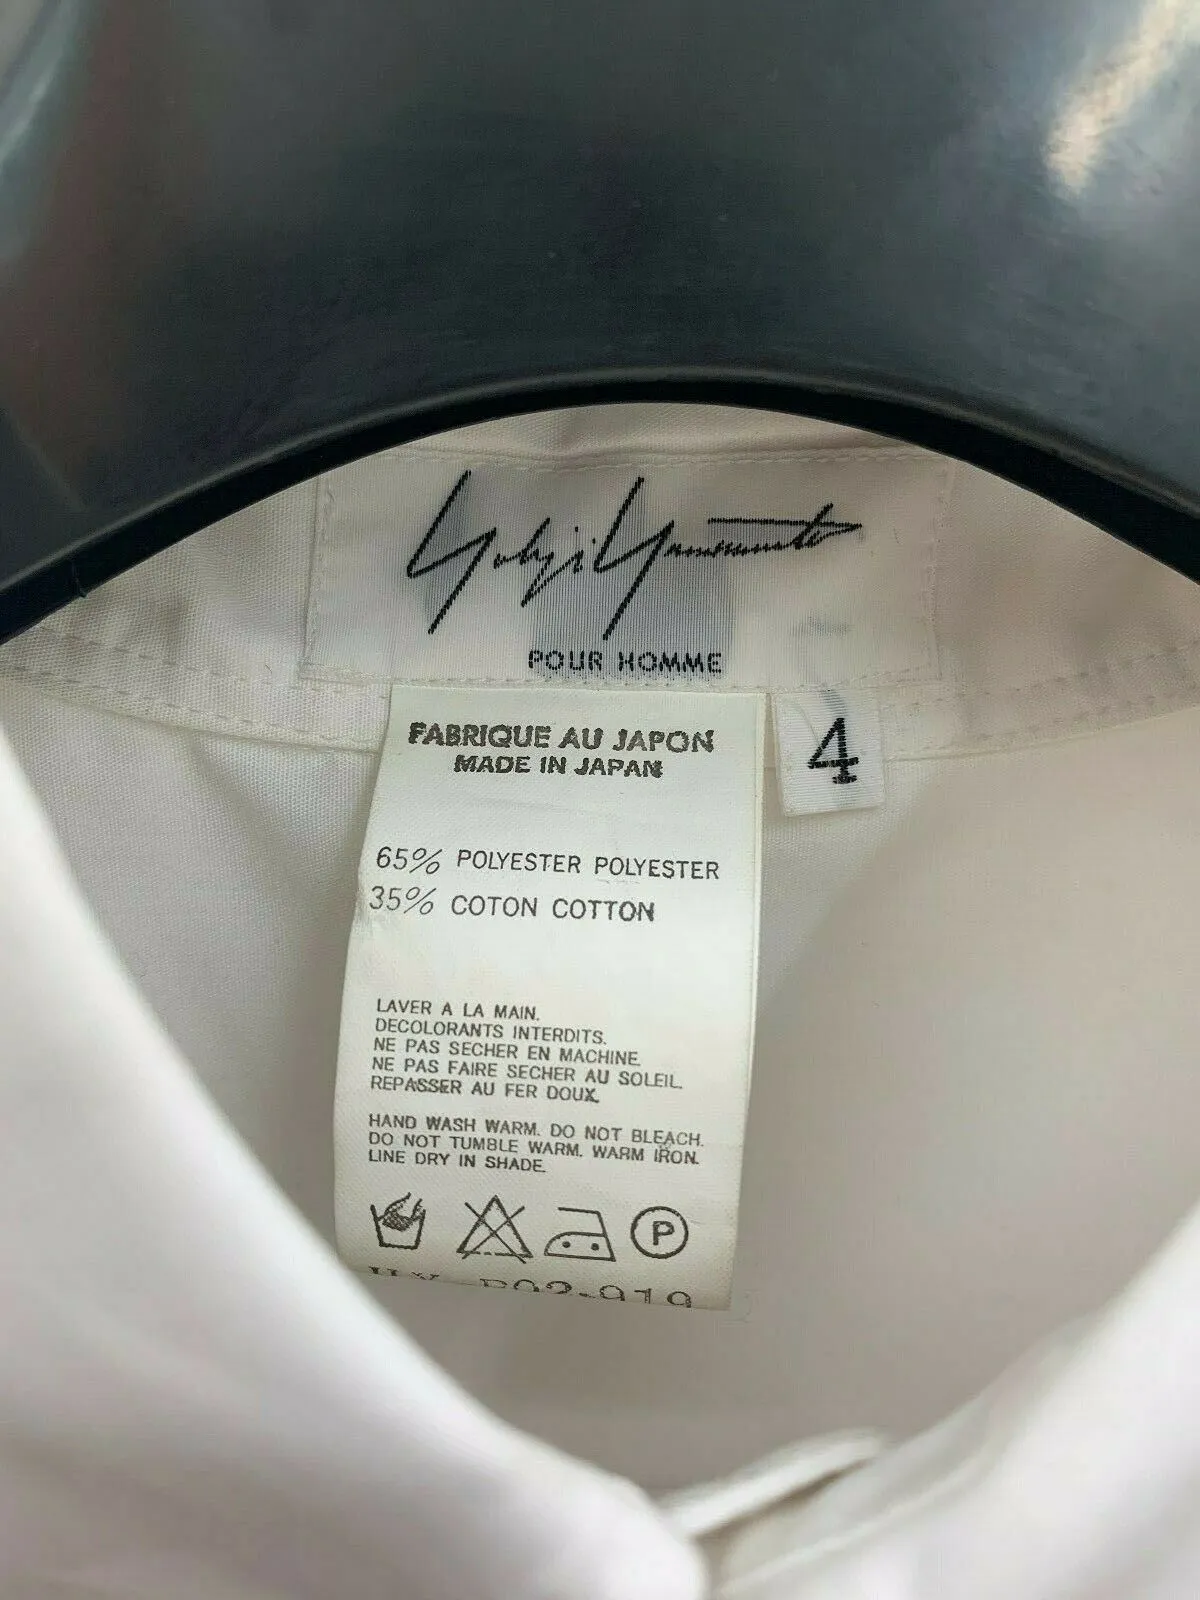 Yohji Yamamoto
POUR HOMME
FABRIQUE AU JAPON
MADE IN JAPAN
4
65% POLYESTER POLYESTER
35% COTON COTTON
LAVER A LA MAIN.
DECOLORANTS INTERDITS.
NE PAS SECHER EN MACHINE.
NE PAS FAIRE SECHER AU SOLEIL.
REPASSER AU FER DOUX.
HAND WASH WARM. DO NOT BLEACH.
DO NOT TUMBLE WARM. WARM IRON.
LINE DRY IN SHADE.
P